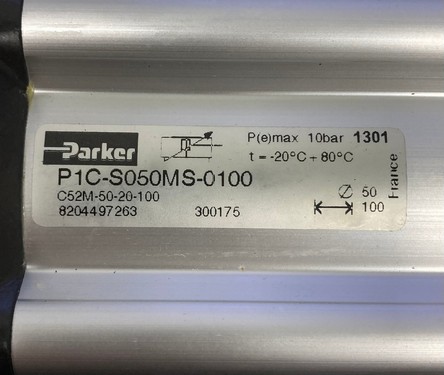 Parker
P(e)max 10bar 1301
t = -20°C + 80°C
P1C-S050MS-0100
C52M-50-20-100
8204497263 300175
⌀ 50
100
France